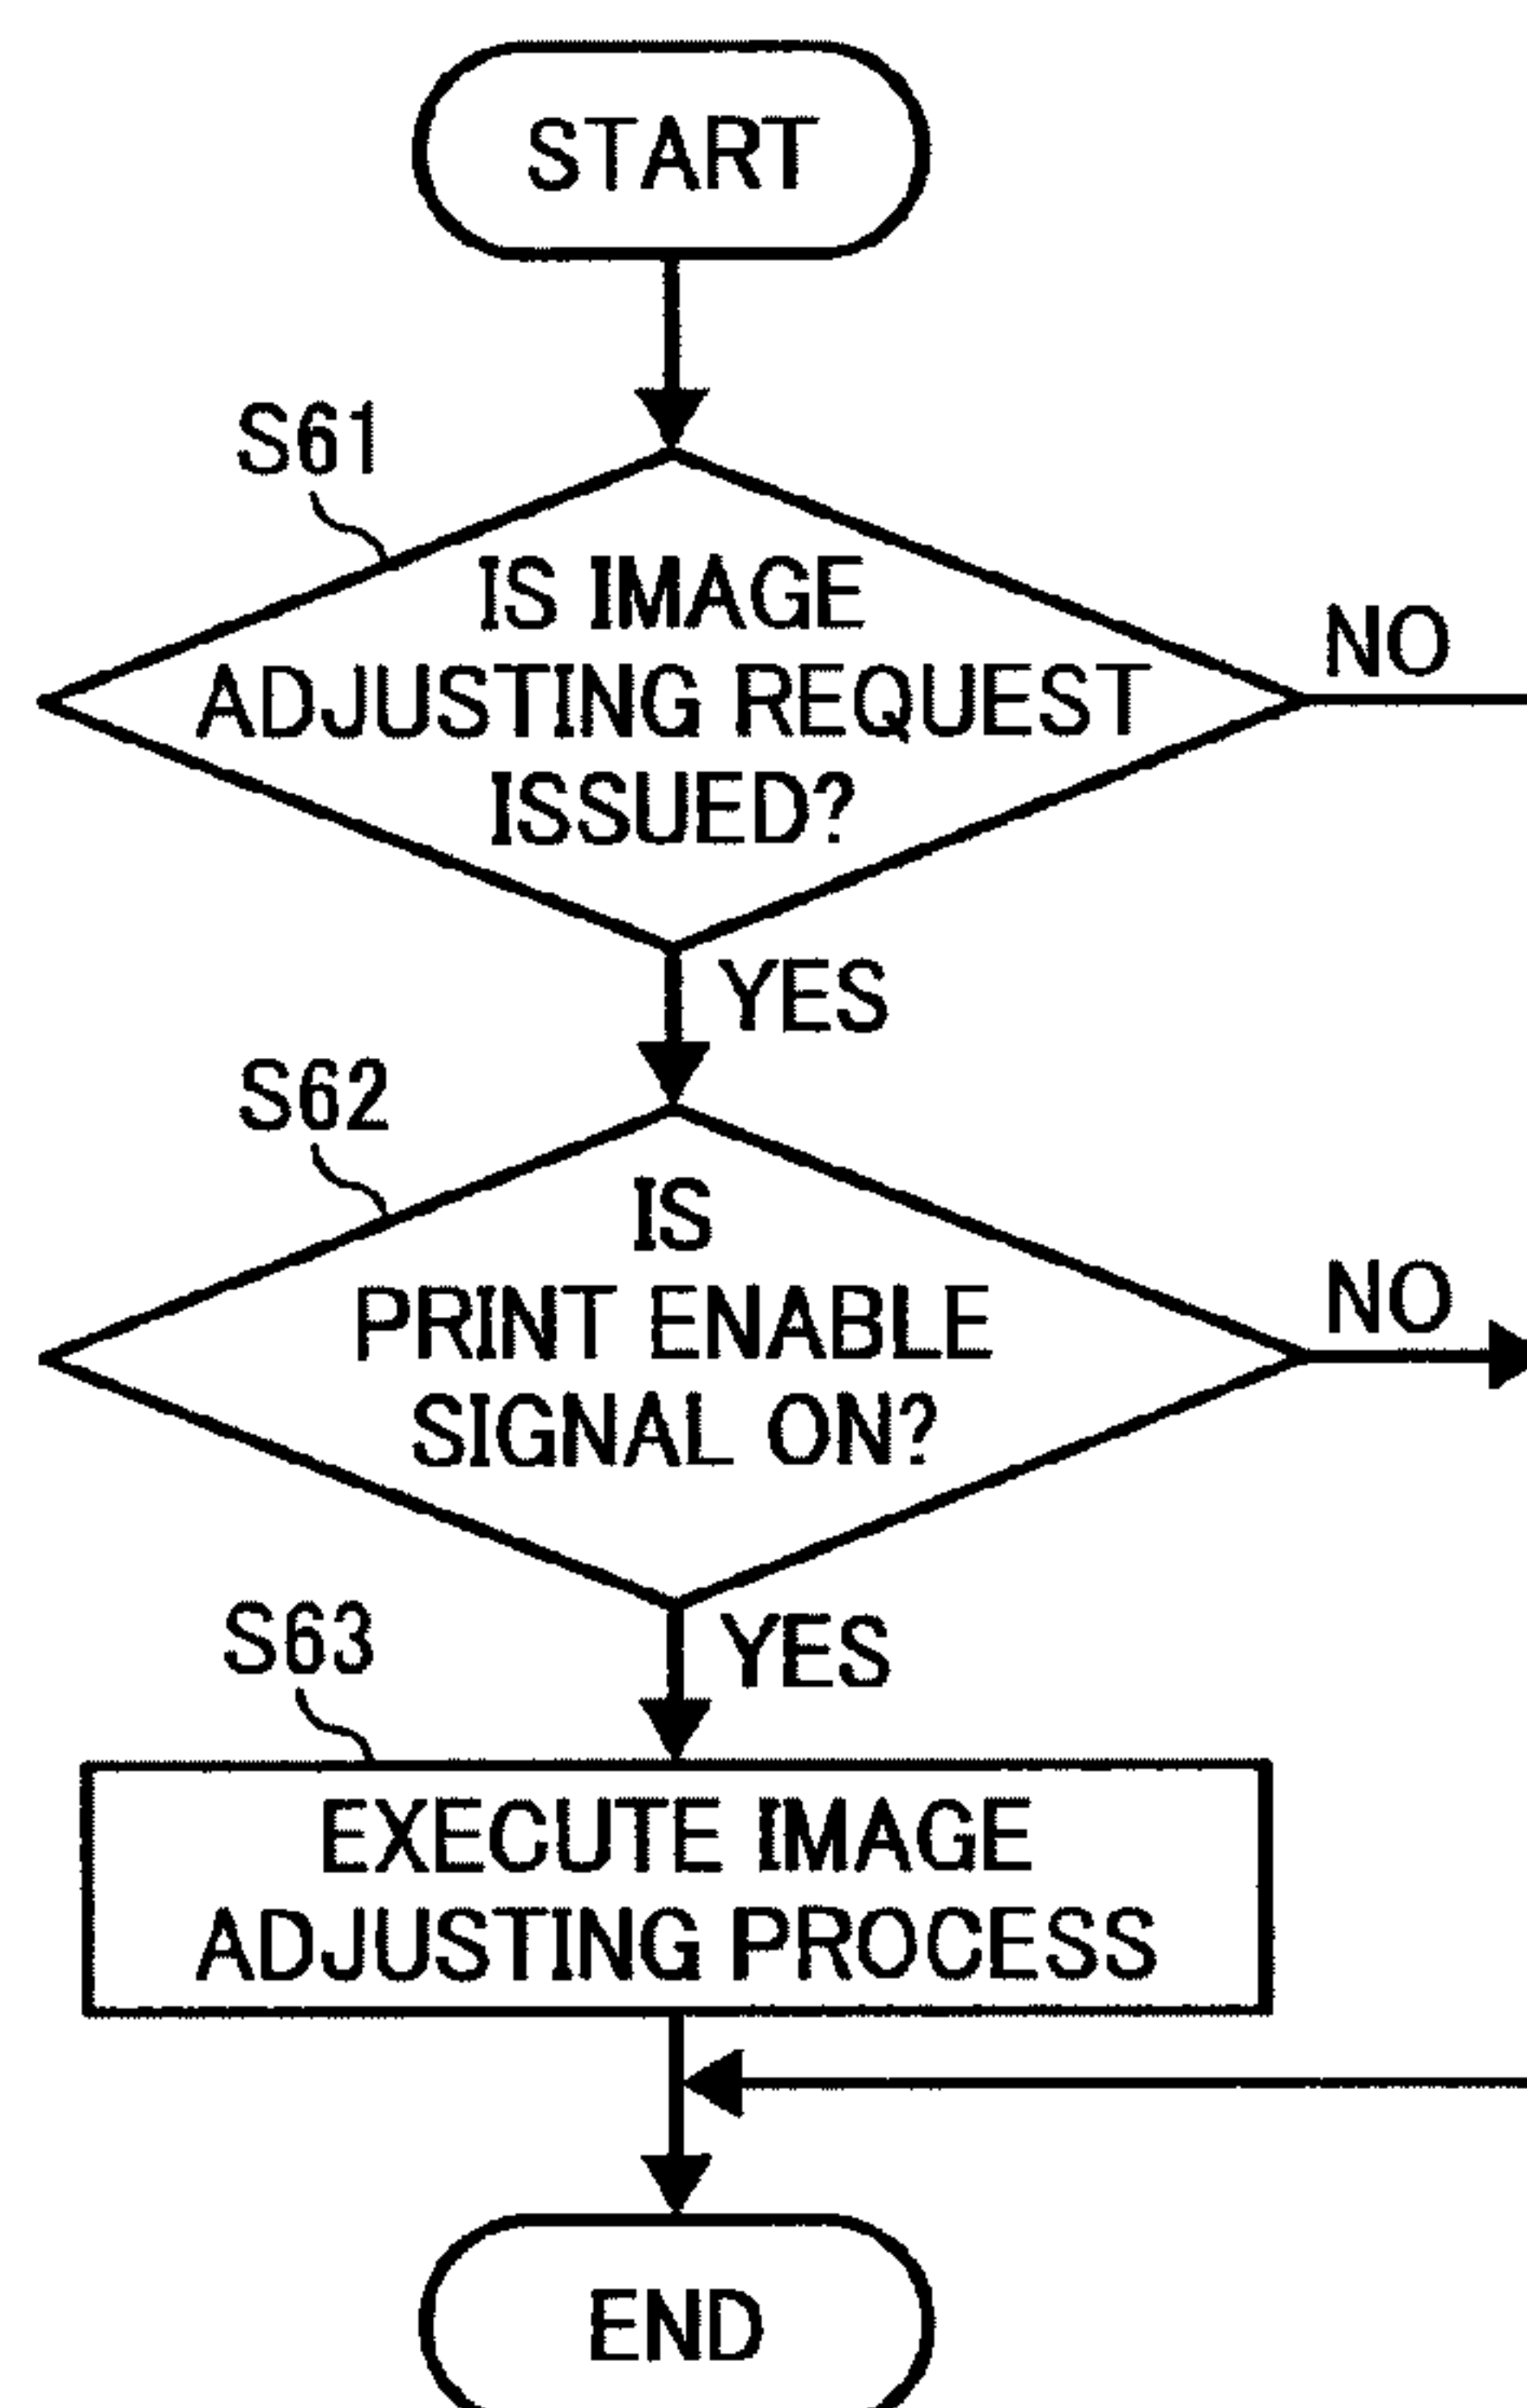 START
S61
IS IMAGE
ADJUSTING REQUEST
ISSUED?
NO
YES
S62
IS
PRINT ENABLE
SIGNAL ON?
NO
YES
S63
EXECUTE IMAGE
ADJUSTING PROCESS
END